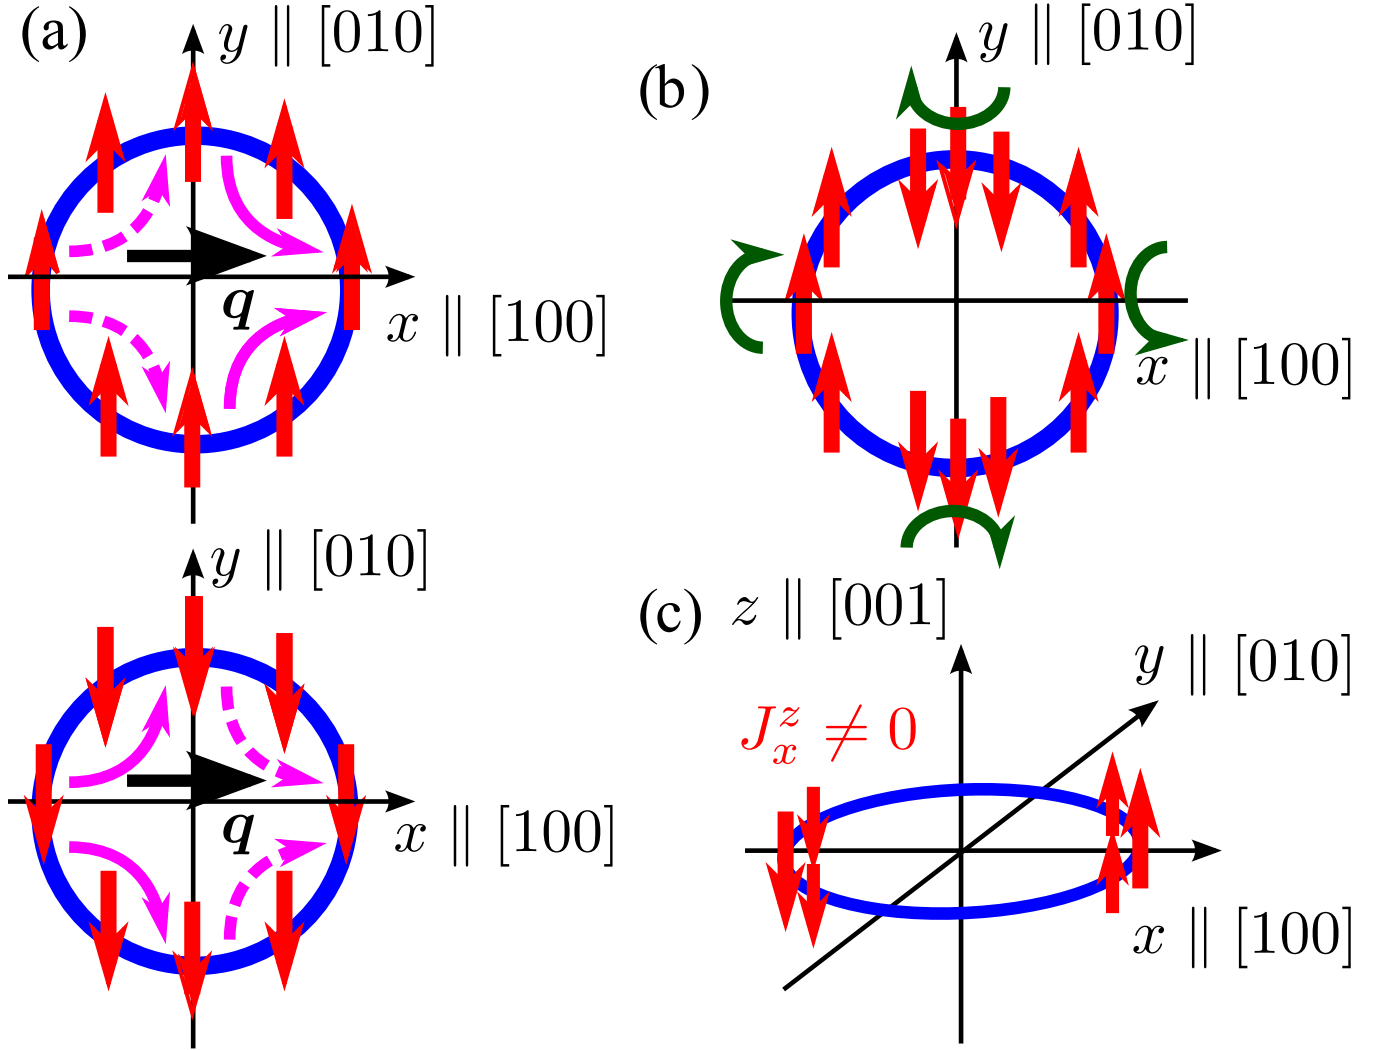 (a)
y ∥ [010]
q
x ∥ [100]
y ∥ [010]
q
x ∥ [100]
(b)
y ∥ [010]
x ∥ [100]
(c)
z ∥ [001]
y ∥ [010]
J_x^z ≠ 0
x ∥ [100]